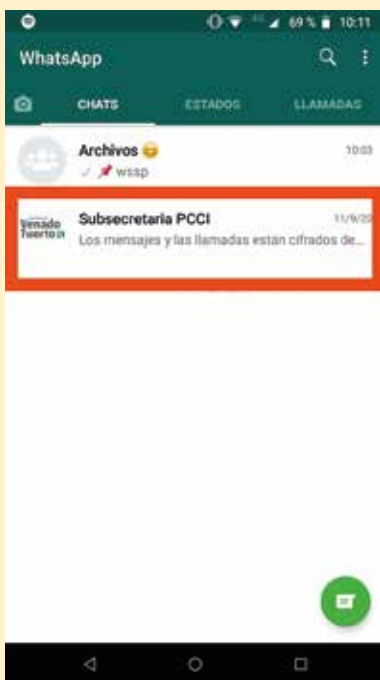 69 % 10:11
WhatsApp
CHATS ESTADOS LLAMADAS
Archivos 😊 10:03
✓ 📌 wssp
Venado
Tuerto
Subsecretaria PCCI 11/9/20
Los mensajes y las llamadas están cifrados de...